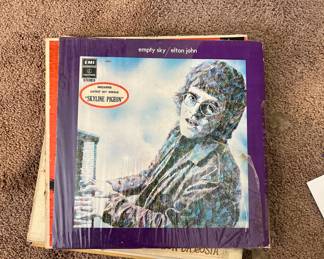 empty sky/elton john
EMI
STEREO
INCLUDES
LATEST HIT SINGLE
"SKYLINE PIGEON"